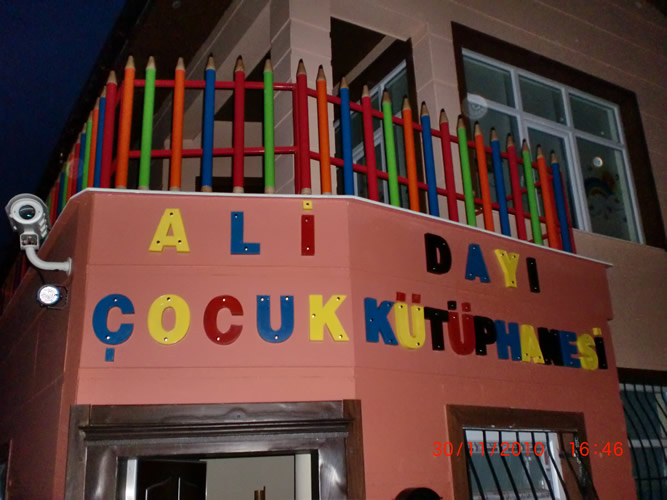 ALİ DAYI
ÇOCUK KÜTÜPHANESİ
30/11/2010 16:46